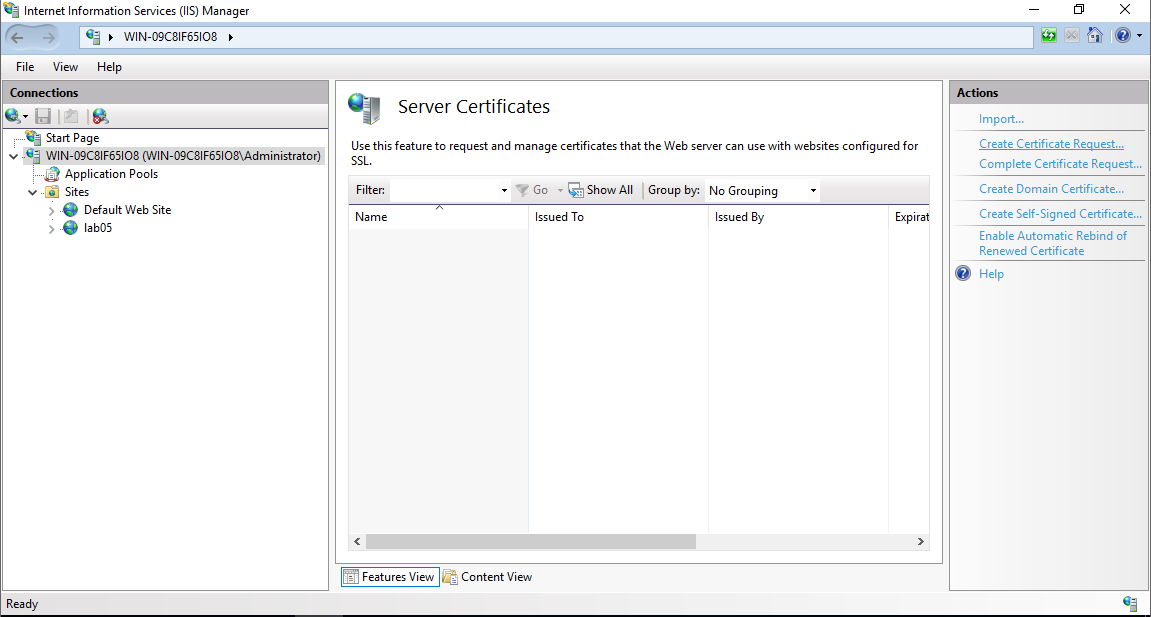 Internet Information Services (IIS) Manager
WIN-09C8IF65IO8
File View Help
Connections
Start Page
WIN-09C8IF65IO8 (WIN-09C8IF65IO8\Administrator)
Application Pools
Sites
Default Web Site
lab05
Server Certificates
Use this feature to request and manage certificates that the Web server can use with websites configured for
SSL.
Filter: Go Show All Group by: No Grouping
Name Issued To Issued By Expirat
Features View Content View
Actions
Import...
Create Certificate Request...
Complete Certificate Request...
Create Domain Certificate...
Create Self-Signed Certificate...
Enable Automatic Rebind of
Renewed Certificate
Help
Ready